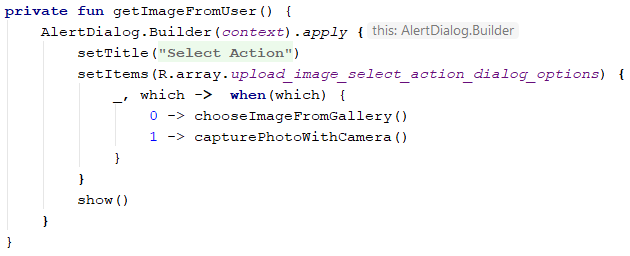 private fun getImageFromUser() {
    AlertDialog.Builder(context).apply { this: AlertDialog.Builder
        setTitle("Select Action")
        setItems(R.array.upload_image_select_action_dialog_options) {
            _, which ->  when(which) {
                0 -> chooseImageFromGallery()
                1 -> capturePhotoWithCamera()
            }
        }
        show()
    }
}